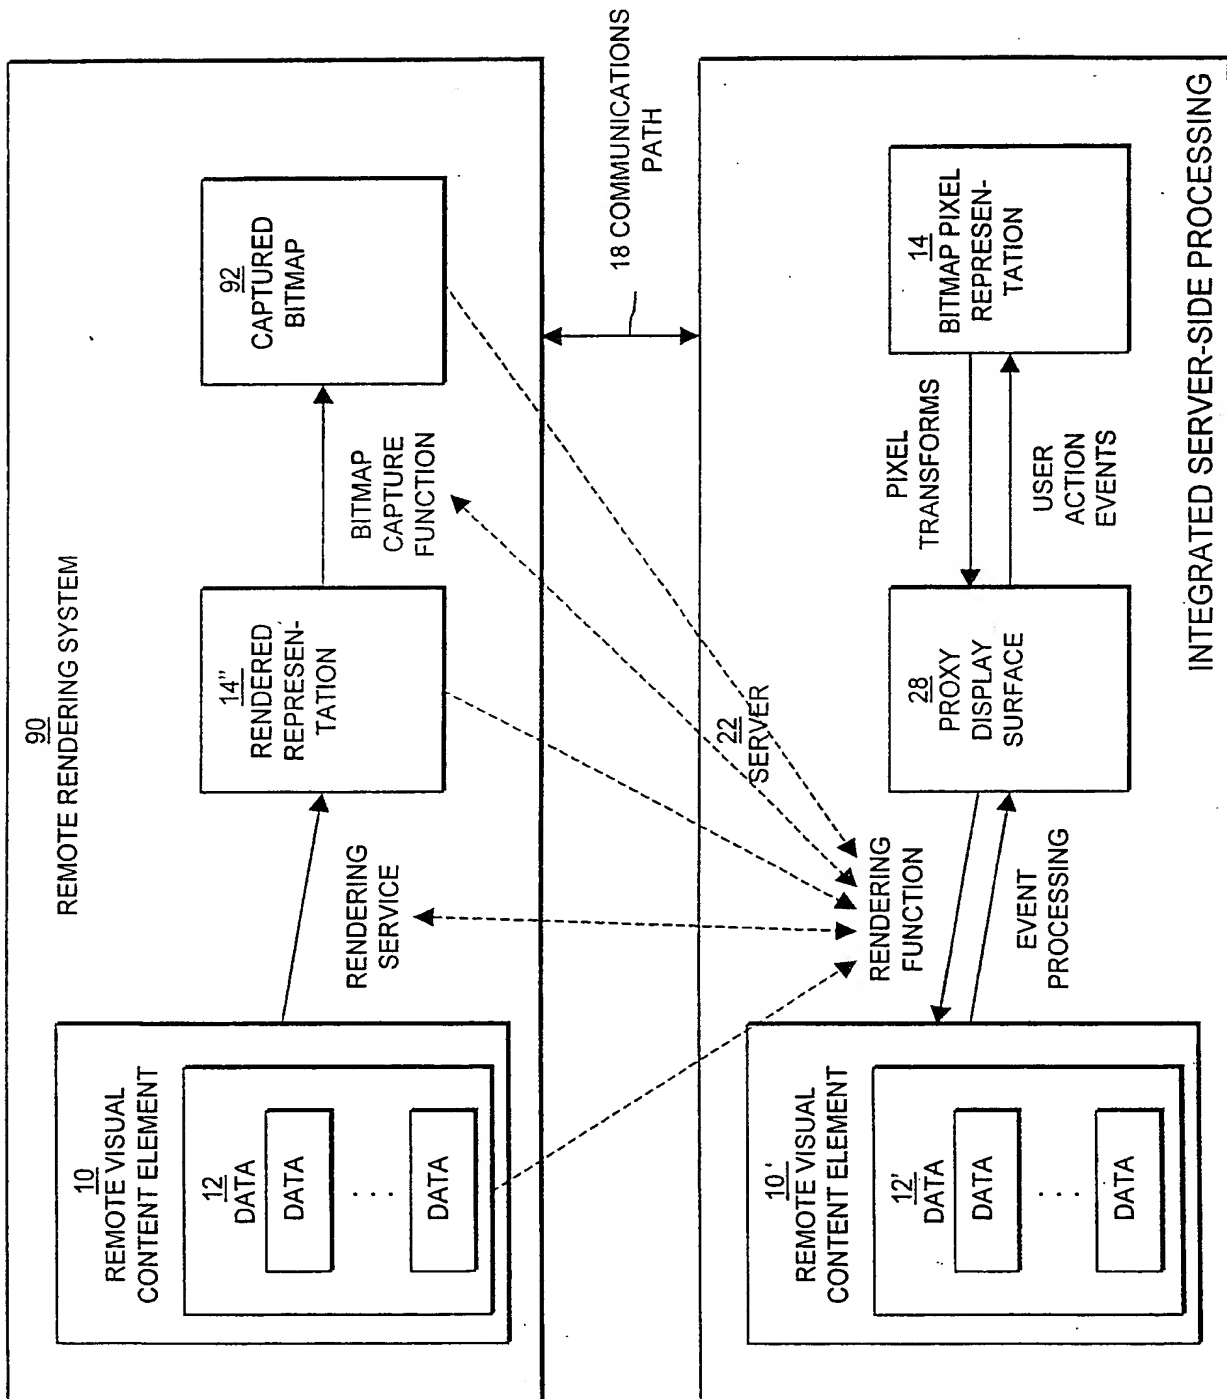 90
REMOTE RENDERING SYSTEM
10
REMOTE VISUAL
CONTENT ELEMENT
12
DATA
DATA
. . .
DATA
RENDERING
SERVICE
14"
RENDERED
REPRESEN-
TATION
BITMAP
CAPTURE
FUNCTION
92
CAPTURED
BITMAP
18 COMMUNICATIONS
PATH
22
SERVER
10'
REMOTE VISUAL
CONTENT ELEMENT
12'
DATA
DATA
. . .
DATA
RENDERING
FUNCTION
EVENT
PROCESSING
28
PROXY
DISPLAY
SURFACE
PIXEL
TRANSFORMS
USER
ACTION
EVENTS
14
BITMAP PIXEL
REPRESEN-
TATION
INTEGRATED SERVER-SIDE PROCESSING